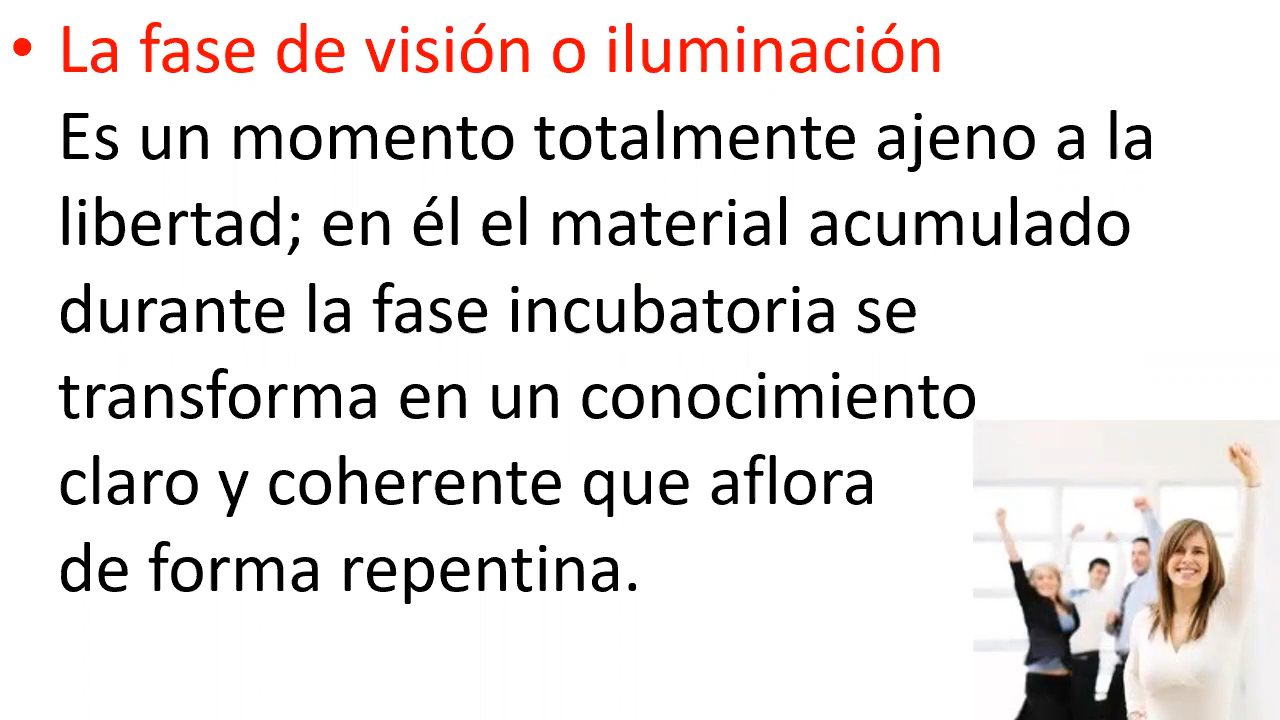 • La fase de visión o iluminación
Es un momento totalmente ajeno a la
libertad; en él el material acumulado
durante la fase incubatoria se
transforma en un conocimiento
claro y coherente que aflora
de forma repentina.